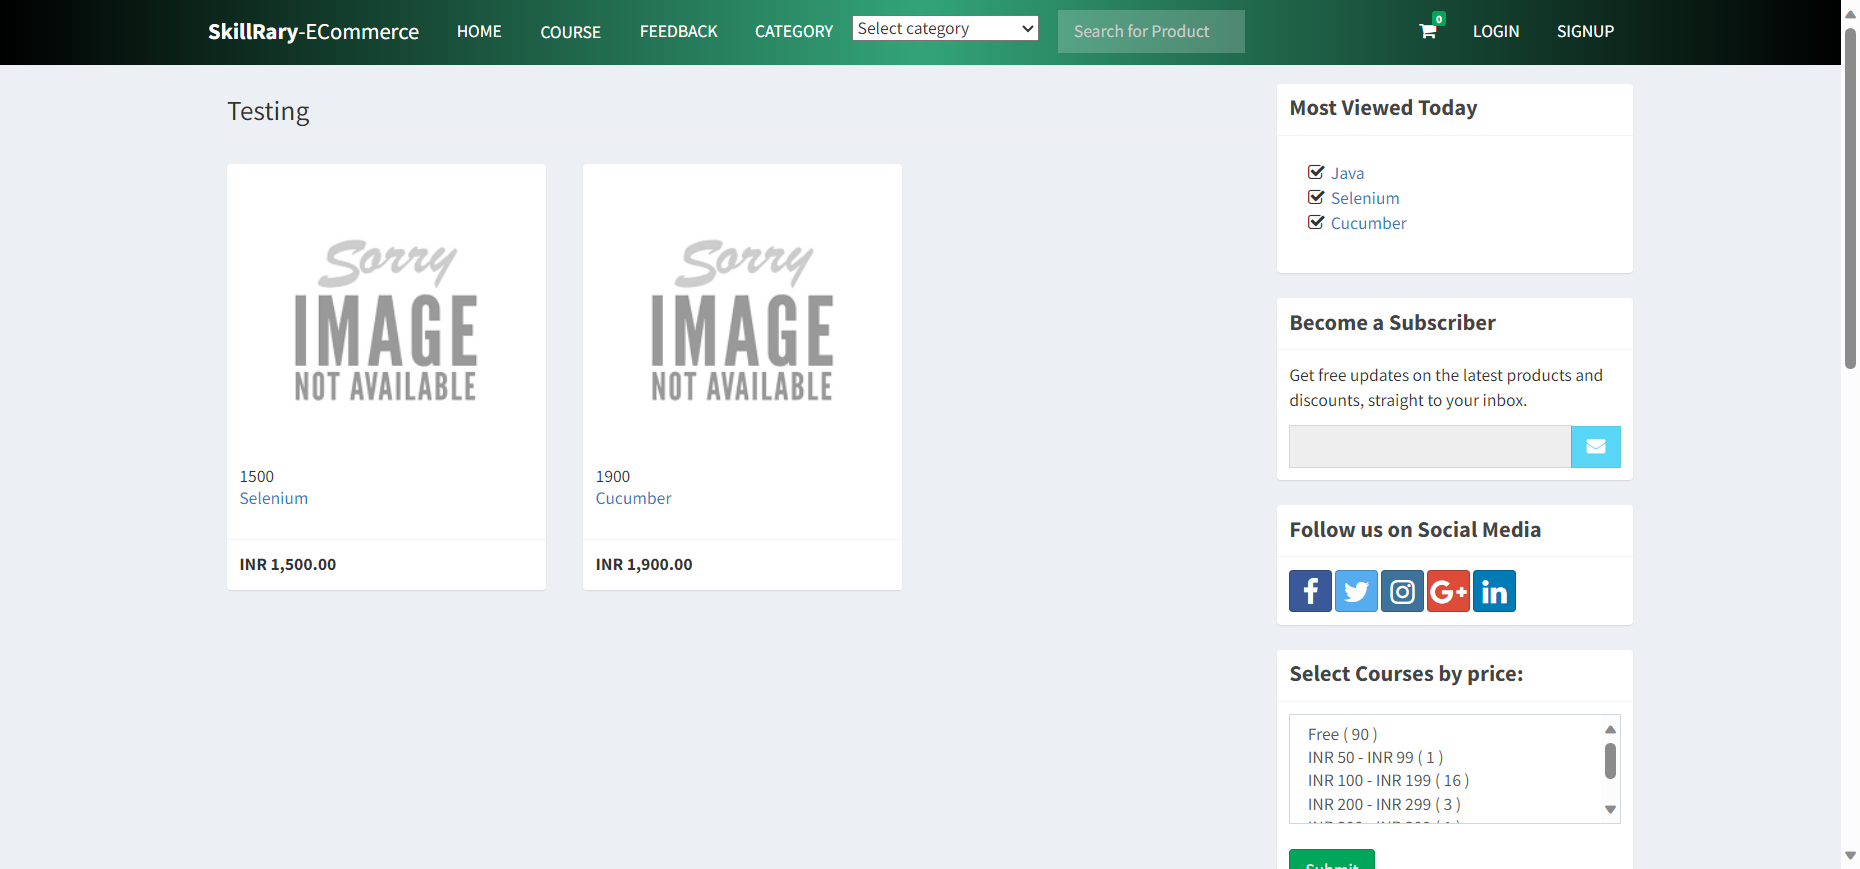 SkillRary-ECommerce HOME COURSE FEEDBACK CATEGORY Select category Search for Product 0 LOGIN SIGNUP
Testing
Sorry
IMAGE
NOT AVAILABLE
1500
Selenium
INR 1,500.00
Sorry
IMAGE
NOT AVAILABLE
1900
Cucumber
INR 1,900.00
Most Viewed Today
Java
Selenium
Cucumber
Become a Subscriber
Get free updates on the latest products and
discounts, straight to your inbox.
Follow us on Social Media
Select Courses by price:
Free ( 90 )
INR 50 - INR 99 ( 1 )
INR 100 - INR 199 ( 16 )
INR 200 - INR 299 ( 3 )
Submit